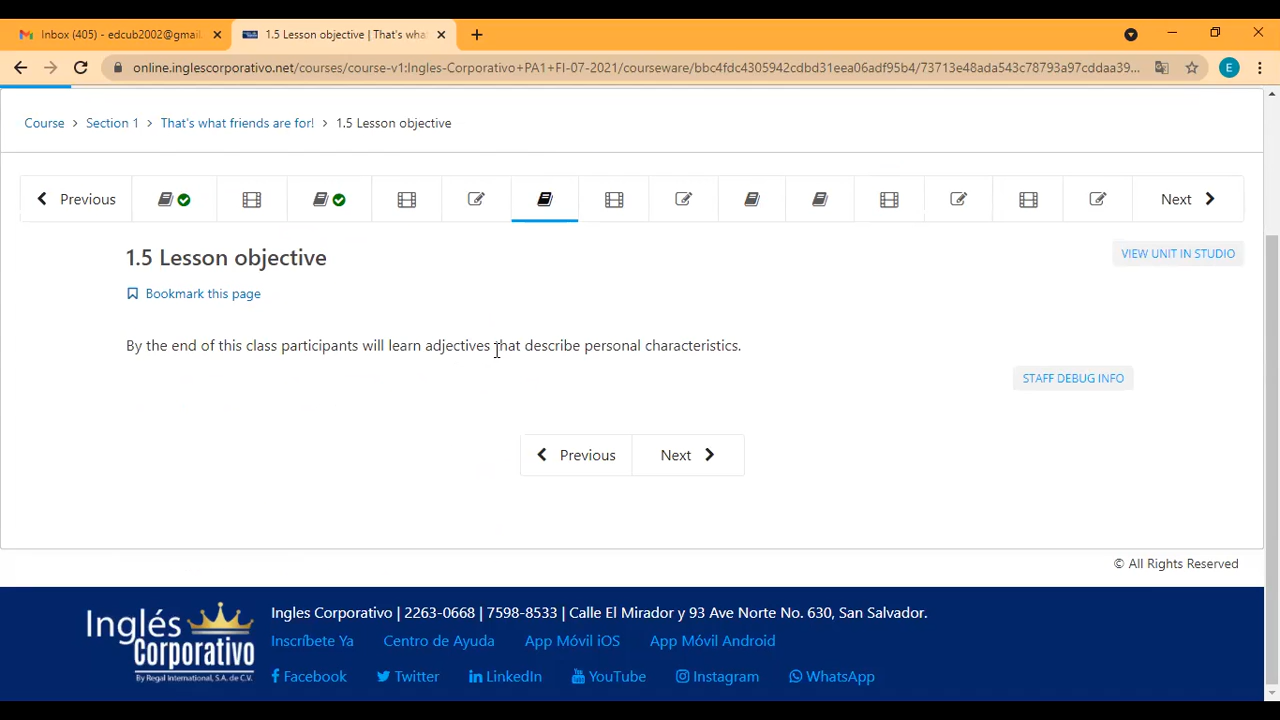 Inbox (405) - edcub2002@gmail.
1.5 Lesson objective | That's what
online.inglescorporativo.net/courses/course-v1:Ingles-Corporativo+PA1+FI-07-2021/courseware/bbc4fdc4305942cdbd31eea06adf95b4/73713e48ada543c78793a97cddaa39...
E
Course > Section 1 > That's what friends are for! > 1.5 Lesson objective
Previous
Next
1.5 Lesson objective
VIEW UNIT IN STUDIO
Bookmark this page
By the end of this class participants will learn adjectives that describe personal characteristics.
STAFF DEBUG INFO
Previous
Next
© All Rights Reserved
Inglés Corporativo
By Regal International, S.A. de C.V.
Ingles Corporativo | 2263-0668 | 7598-8533 | Calle El Mirador y 93 Ave Norte No. 630, San Salvador.
Inscríbete Ya Centro de Ayuda App Móvil iOS App Móvil Android
Facebook Twitter LinkedIn YouTube Instagram WhatsApp